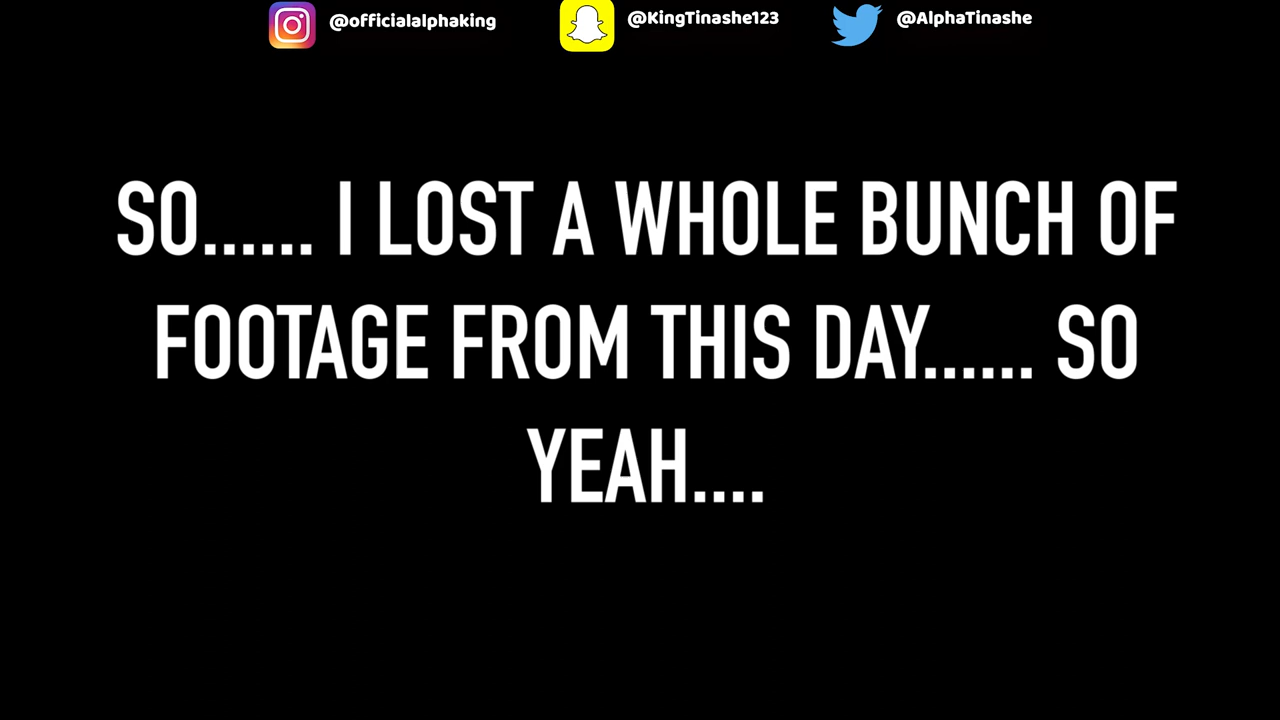 @officialalphaking @KingTinashe123 @AlphaTinashe
SO...... I LOST A WHOLE BUNCH OF
FOOTAGE FROM THIS DAY...... SO
YEAH....